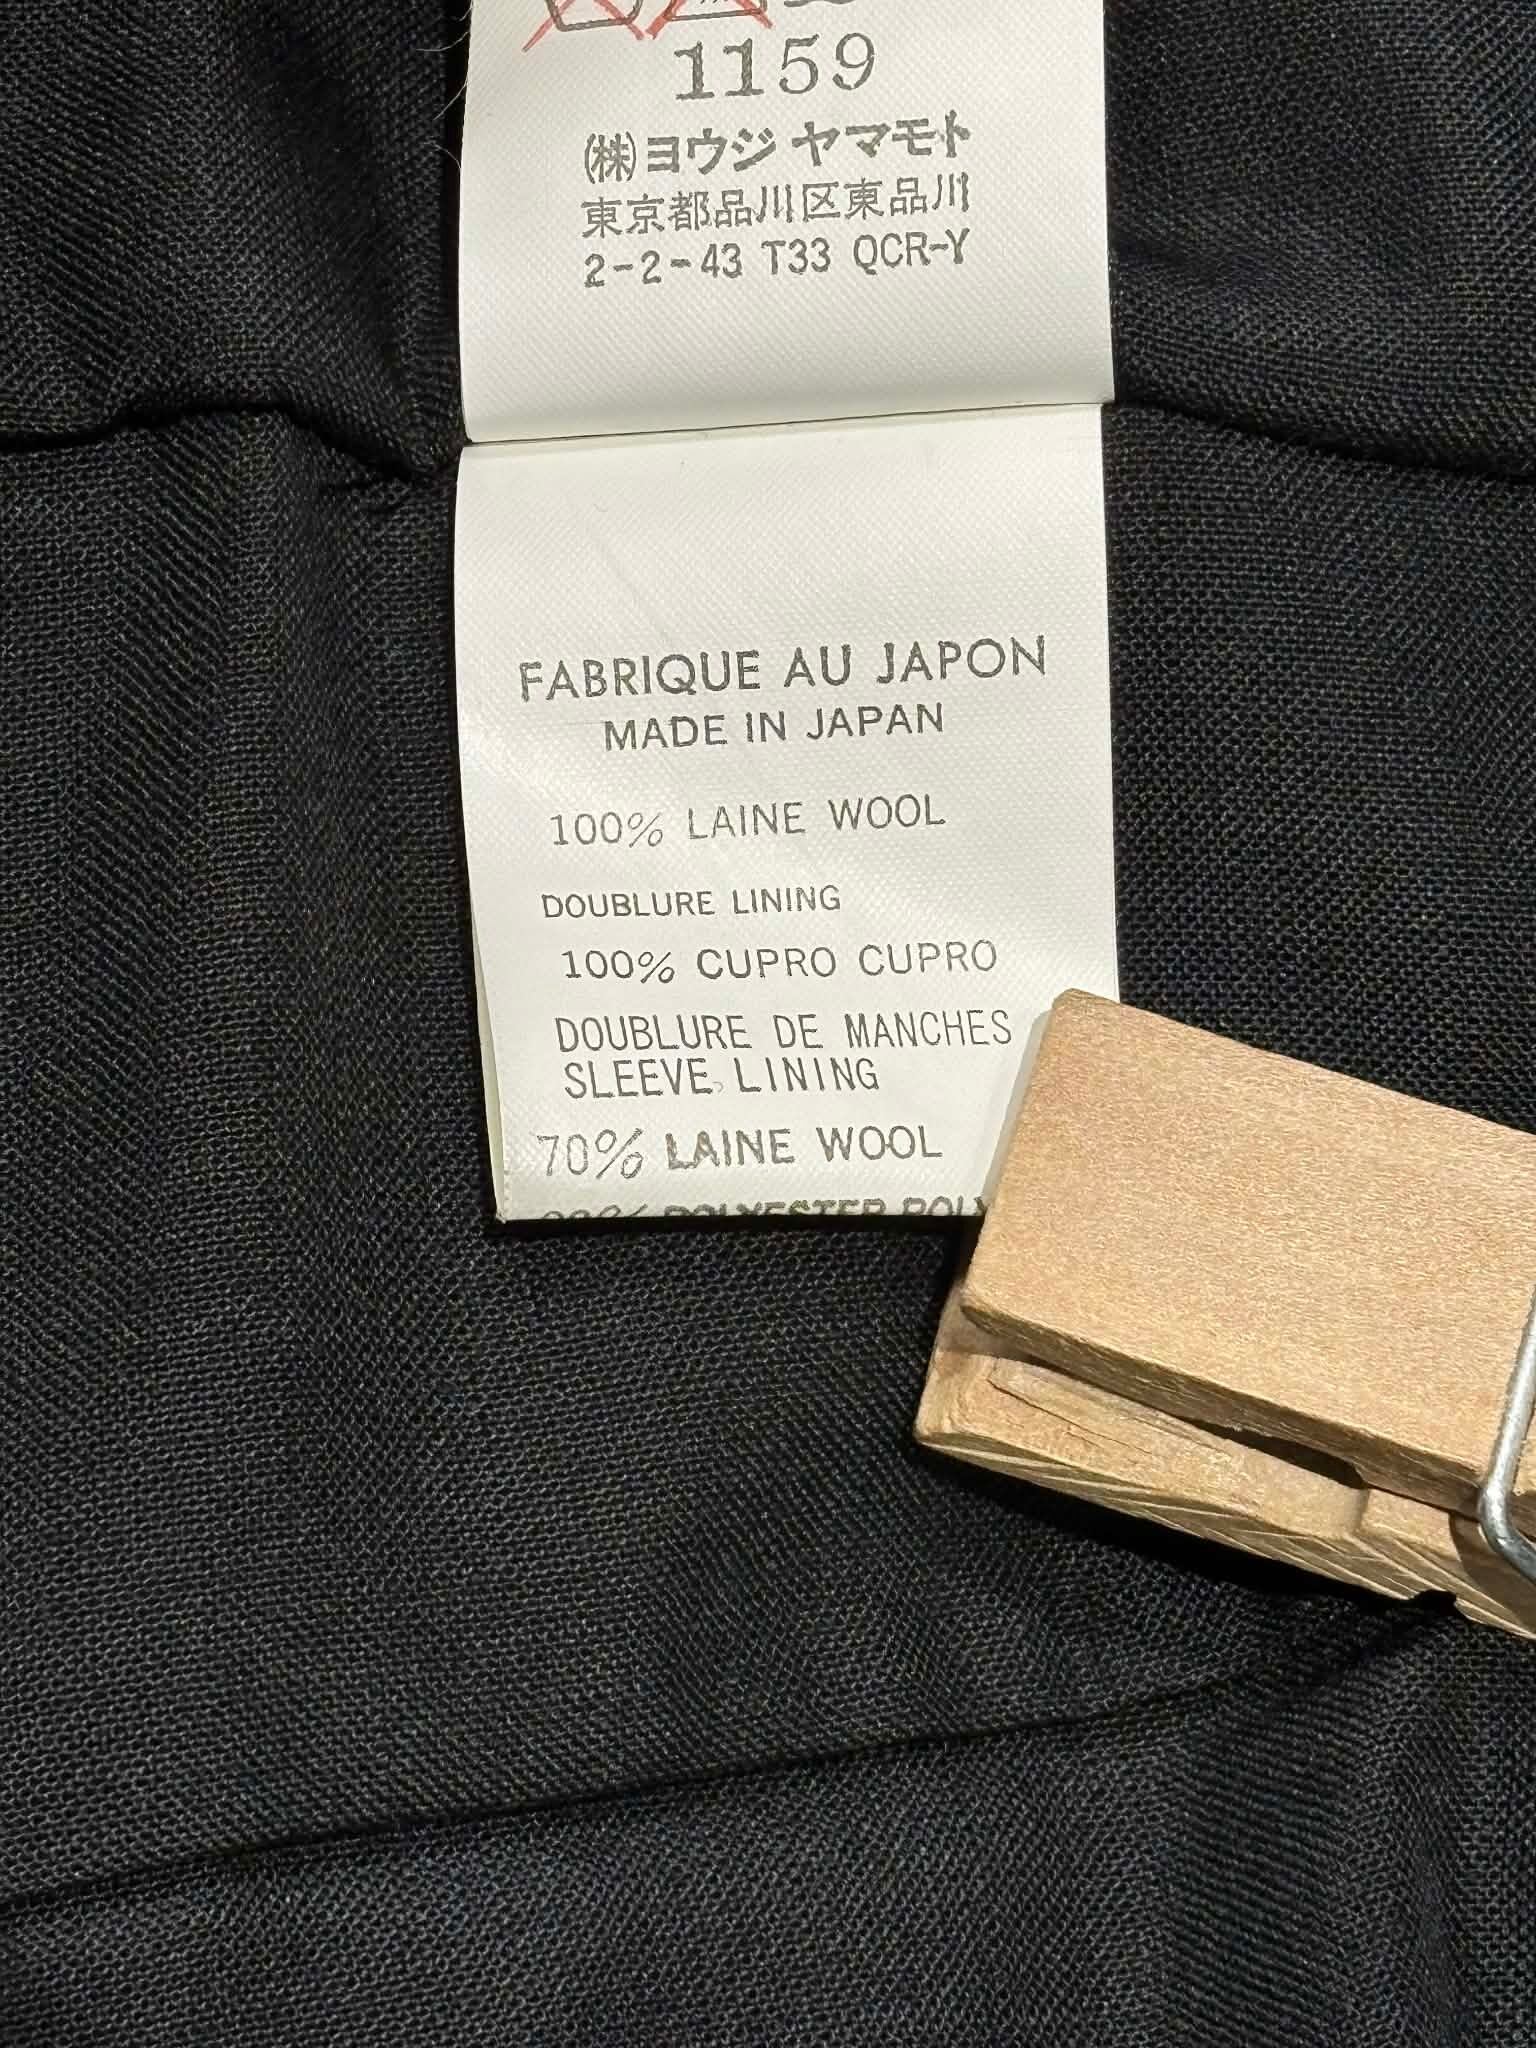 1159
(株)ヨウジ ヤマモト
東京都品川区東品川
2-2-43 T33 QCR-Y
FABRIQUE AU JAPON
MADE IN JAPAN
100% LAINE WOOL
DOUBLURE LINING
100% CUPRO CUPRO
DOUBLURE DE MANCHES
SLEEVE LINING
70% LAINE WOOL
POLYESTER